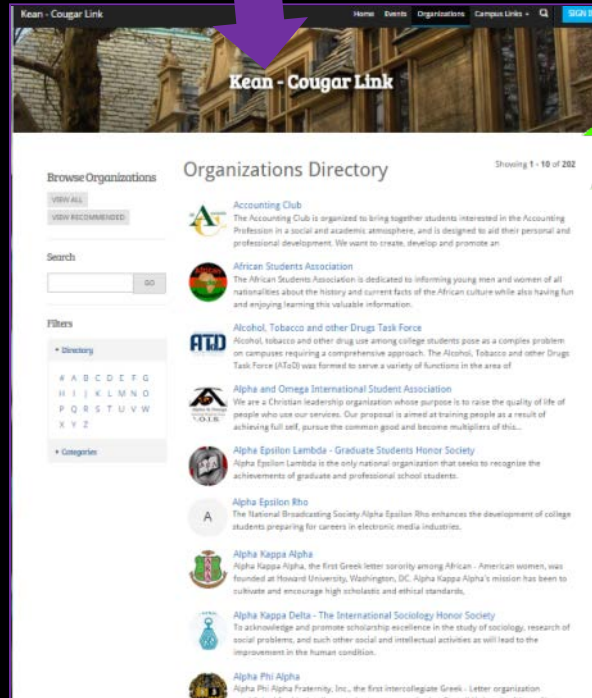 Kean - Cougar Link
Home Events Organizations Campus Links SIGN I
Kean - Cougar Link
Browse Organizations
VIEW ALL
VIEW RECOMMENDED
Search
GO
Filters
Directory
# A B C D E F G
H I J K L M N O
P Q R S T U V W
X Y Z
Categories
Organizations Directory
Showing 1 - 10 of 202
Accounting Club
The Accounting Club is organized to bring together students interested in the Accounting
Profession in a social and academic atmosphere, and is designed to aid their personal and
professional development. We want to create, develop and promote an
African Students Association
The African Students Association is dedicated to informing young men and women of all
nationalities about the history and current facts of the African culture while also having fun
and enjoying learning this valuable information.
ATOD
Alcohol, Tobacco and other Drugs Task Force
Alcohol, tobacco and other drug use among college students pose as a complex problem
on campuses requiring a comprehensive approach. The Alcohol, Tobacco and other Drugs
Task Force (AToD) was formed to serve a variety of functions in the area of
Alpha and Omega International Student Association
We are a Christian leadership organization whose purpose is to raise the quality of life of
people who use our services. Our proposal is aimed at training people as a result of
achieving full self, pursue the common good and become multipliers of this...
Alpha Epsilon Lambda - Graduate Students Honor Society
Alpha Epsilon Lambda is the only national organization that seeks to recognize the
achievements of graduate and professional school students.
A
Alpha Epsilon Rho
The National Broadcasting Society Alpha Epsilon Rho enhances the development of college
students preparing for careers in electronic media industries.
Alpha Kappa Alpha
Alpha Kappa Alpha, the first Greek letter sorority among African - American women, was
founded at Howard University, Washington, DC. Alpha Kappa Alpha's mission has been to
cultivate and encourage high scholastic and ethical standards,
Alpha Kappa Delta - The International Sociology Honor Society
To acknowledge and promote scholarship excellence in the study of sociology, research of
social problems, and such other social and intellectual activities as will lead to the
improvement in the human condition.
Alpha Phi Alpha
Alpha Phi Alpha Fraternity, Inc., the first intercollegiate Greek - Letter organization